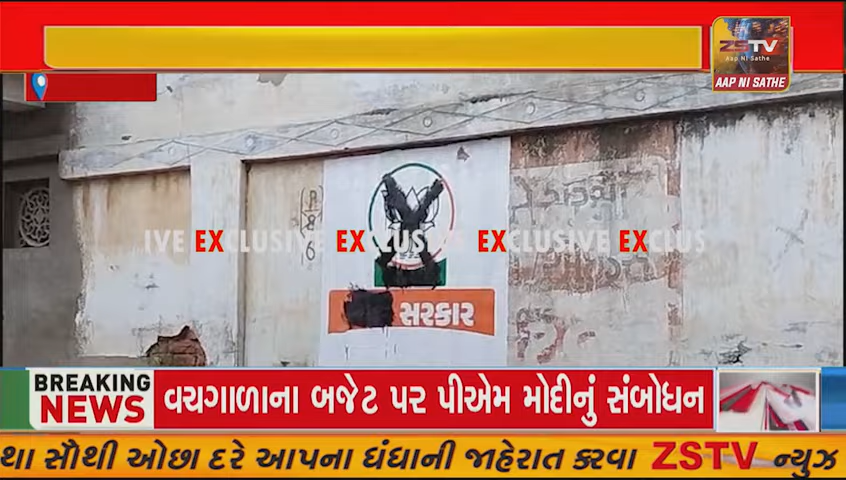 ZSTV
Aap Ni Sathe
AAP NI SATHE
IVE EXCLUSIVE EXCLUSIVE EXCLUSIVE EXCLUS
સરકાર
BREAKING
NEWS
વચગાળાના બજેટ પર પીએમ મોદીનું સંબોધન
થા સૌથી ઓછા દરે આપના ધંધાની જાહેરાત કરવા ZSTV ન્યુઝ